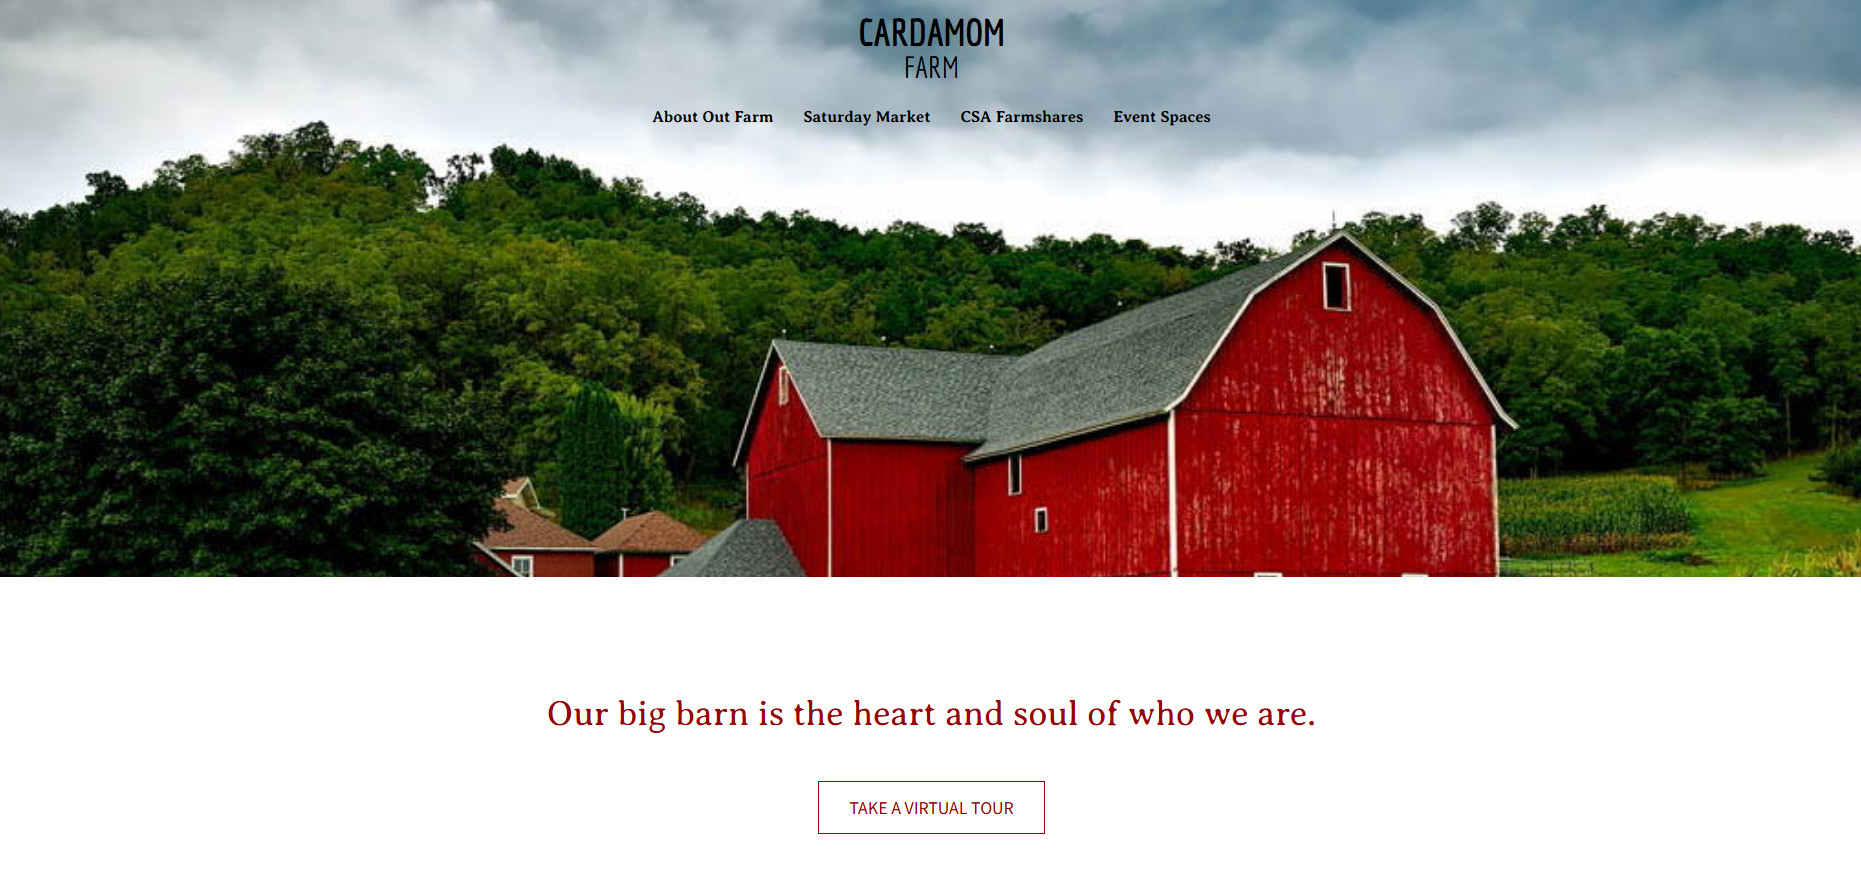 CARDAMOM
FARM
About Out Farm Saturday Market CSA Farmshares Event Spaces
Our big barn is the heart and soul of who we are.
TAKE A VIRTUAL TOUR